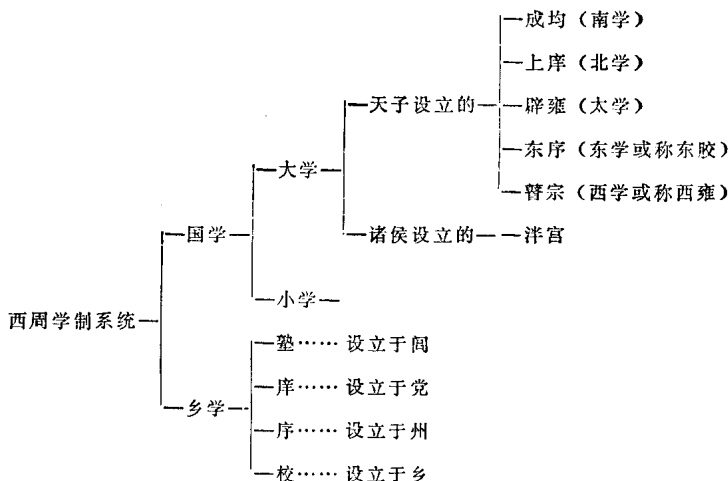 成均（南学）
上庠（北学）
天子设立的
辟雍（太学）
东序（东学或称东胶）
大学
瞽宗（西学或称西雍）
国学
诸侯设立的
泮宫
小学
西周学制系统
塾……设立于闾
庠……设立于党
乡学
序……设立于州
校……设立于乡